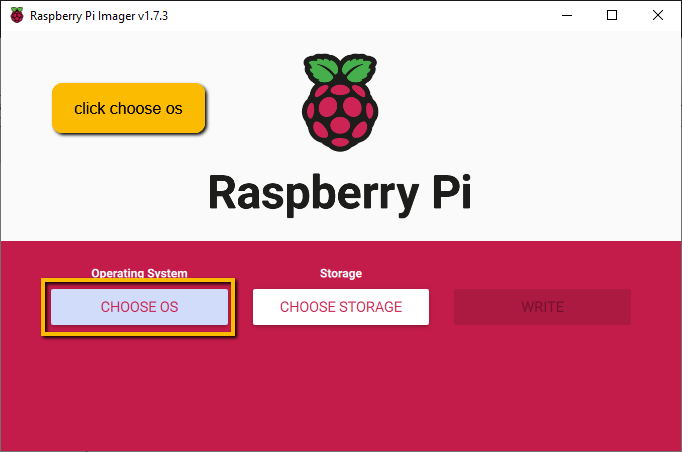 Raspberry Pi Imager v1.7.3
click choose os
Raspberry Pi
Operating System
Storage
CHOOSE OS
CHOOSE STORAGE
WRITE